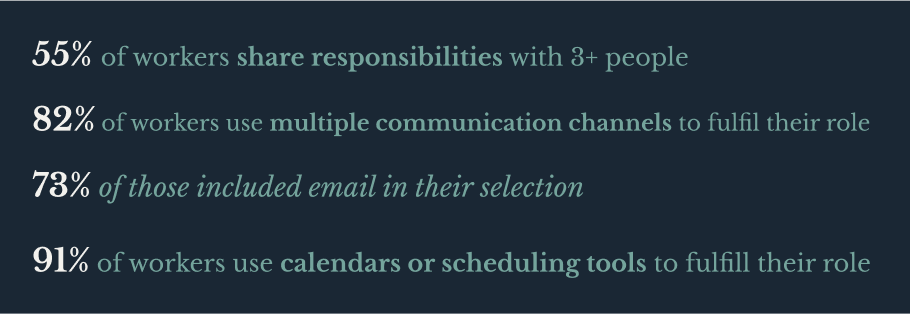 55% of workers share responsibilities with 3+ people
82% of workers use multiple communication channels to fulfil their role
73% of those included email in their selection
91% of workers use calendars or scheduling tools to fulfill their role